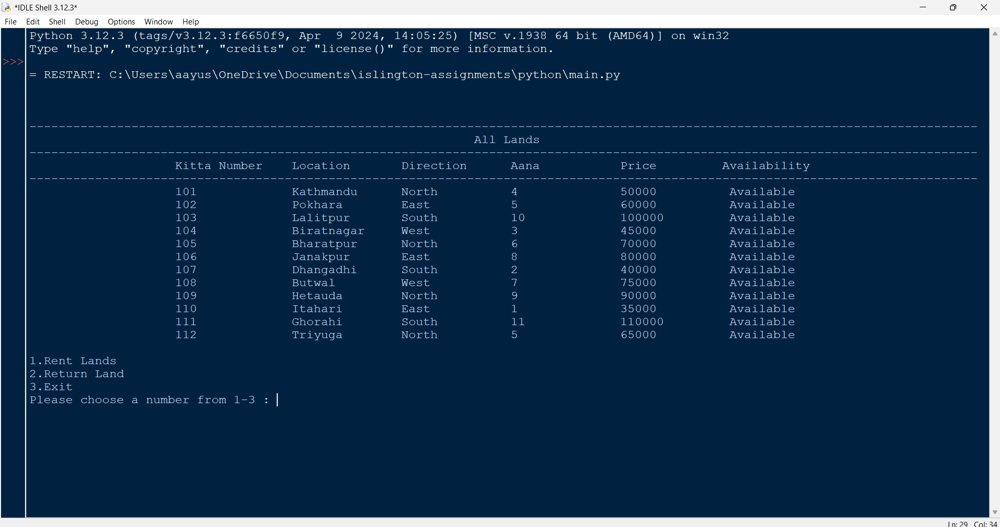 *IDLE Shell 3.12.3*
File Edit Shell Debug Options Window Help
Python 3.12.3 (tags/v3.12.3:f6650f9, Apr  9 2024, 14:05:25) [MSC v.1938 64 bit (AMD64)] on win32
Type "help", "copyright", "credits" or "license()" for more information.
>>>
= RESTART: C:\Users\aayus\OneDrive\Documents\islington-assignments\python\main.py
----------------------------------------------------------------------------------------------------------------------------------
All Lands
----------------------------------------------------------------------------------------------------------------------------------
Kitta Number Location Direction Aana Price Availability
----------------------------------------------------------------------------------------------------------------------------------
101 Kathmandu North 4 50000 Available
102 Pokhara East 5 60000 Available
103 Lalitpur South 10 100000 Available
104 Biratnagar West 3 45000 Available
105 Bharatpur North 6 70000 Available
106 Janakpur East 8 80000 Available
107 Dhangadhi South 2 40000 Available
108 Butwal West 7 75000 Available
109 Hetauda North 9 90000 Available
110 Itahari East 1 35000 Available
111 Ghorahi South 11 110000 Available
112 Triyuga North 5 65000 Available
1.Rent Lands
2.Return Land
3.Exit
Please choose a number from 1-3 :
Ln: 29 Col: 34